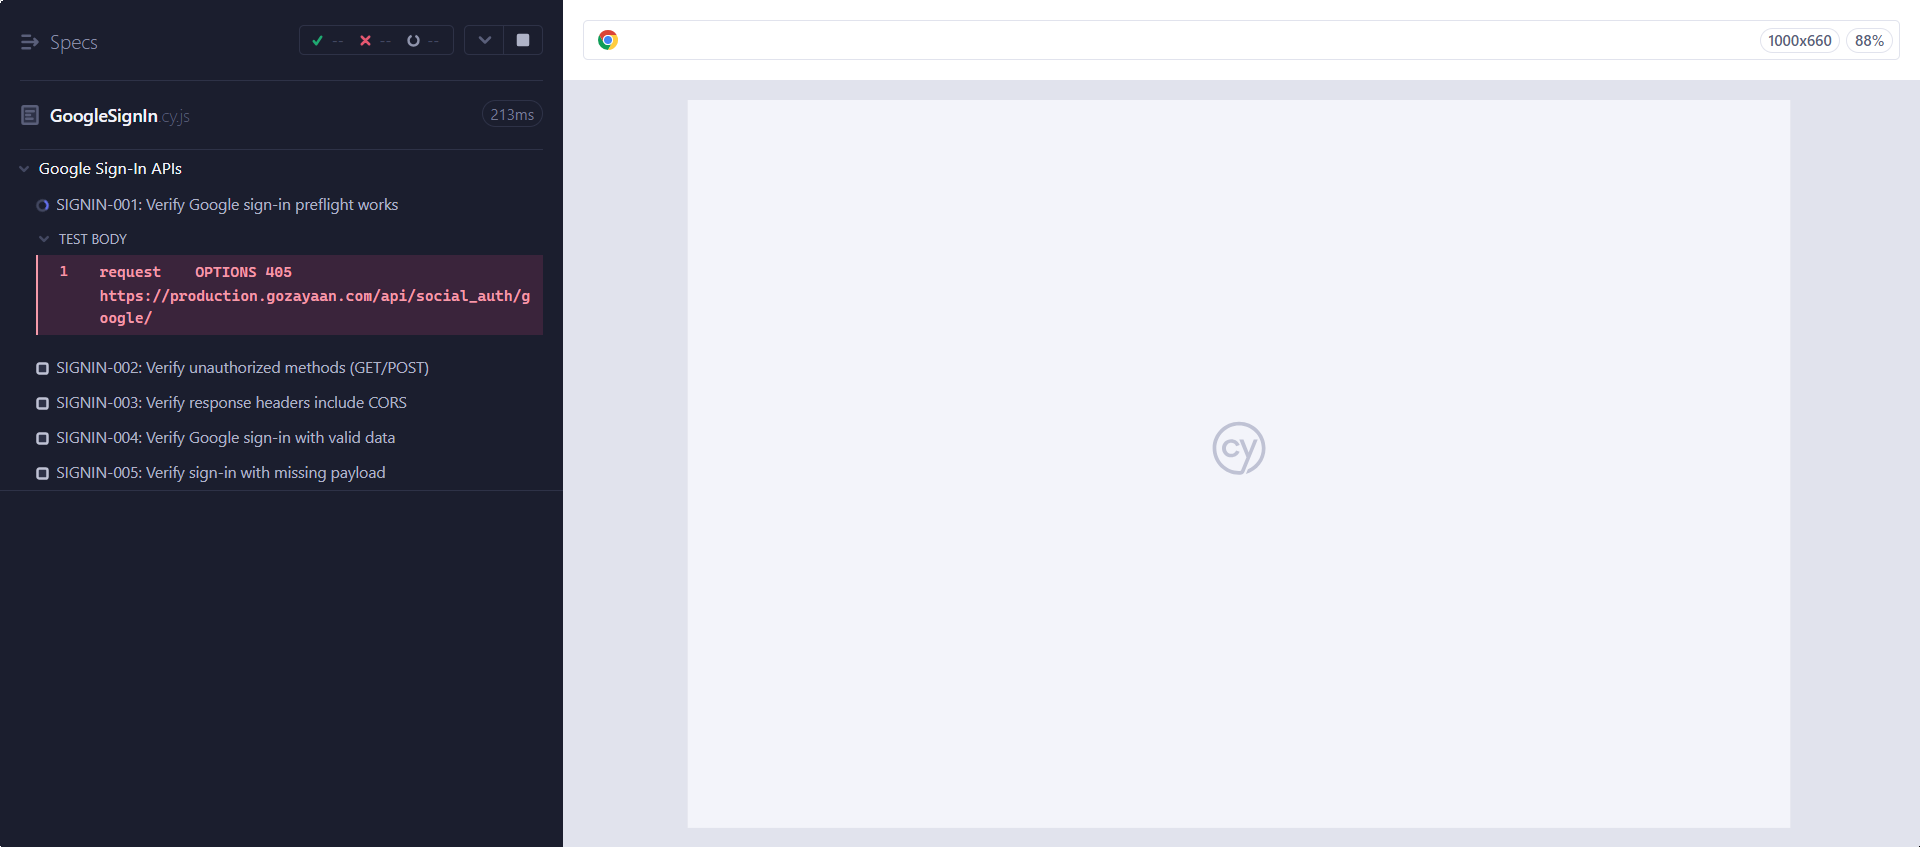 Specs
-- -- --
1000x660
88%
GoogleSignIn.cy.js
213ms
Google Sign-In APIs
SIGNIN-001: Verify Google sign-in preflight works
TEST BODY
1 request OPTIONS 405
https://production.gozayaan.com/api/social_auth/g
oogle/
SIGNIN-002: Verify unauthorized methods (GET/POST)
SIGNIN-003: Verify response headers include CORS
SIGNIN-004: Verify Google sign-in with valid data
SIGNIN-005: Verify sign-in with missing payload
cy